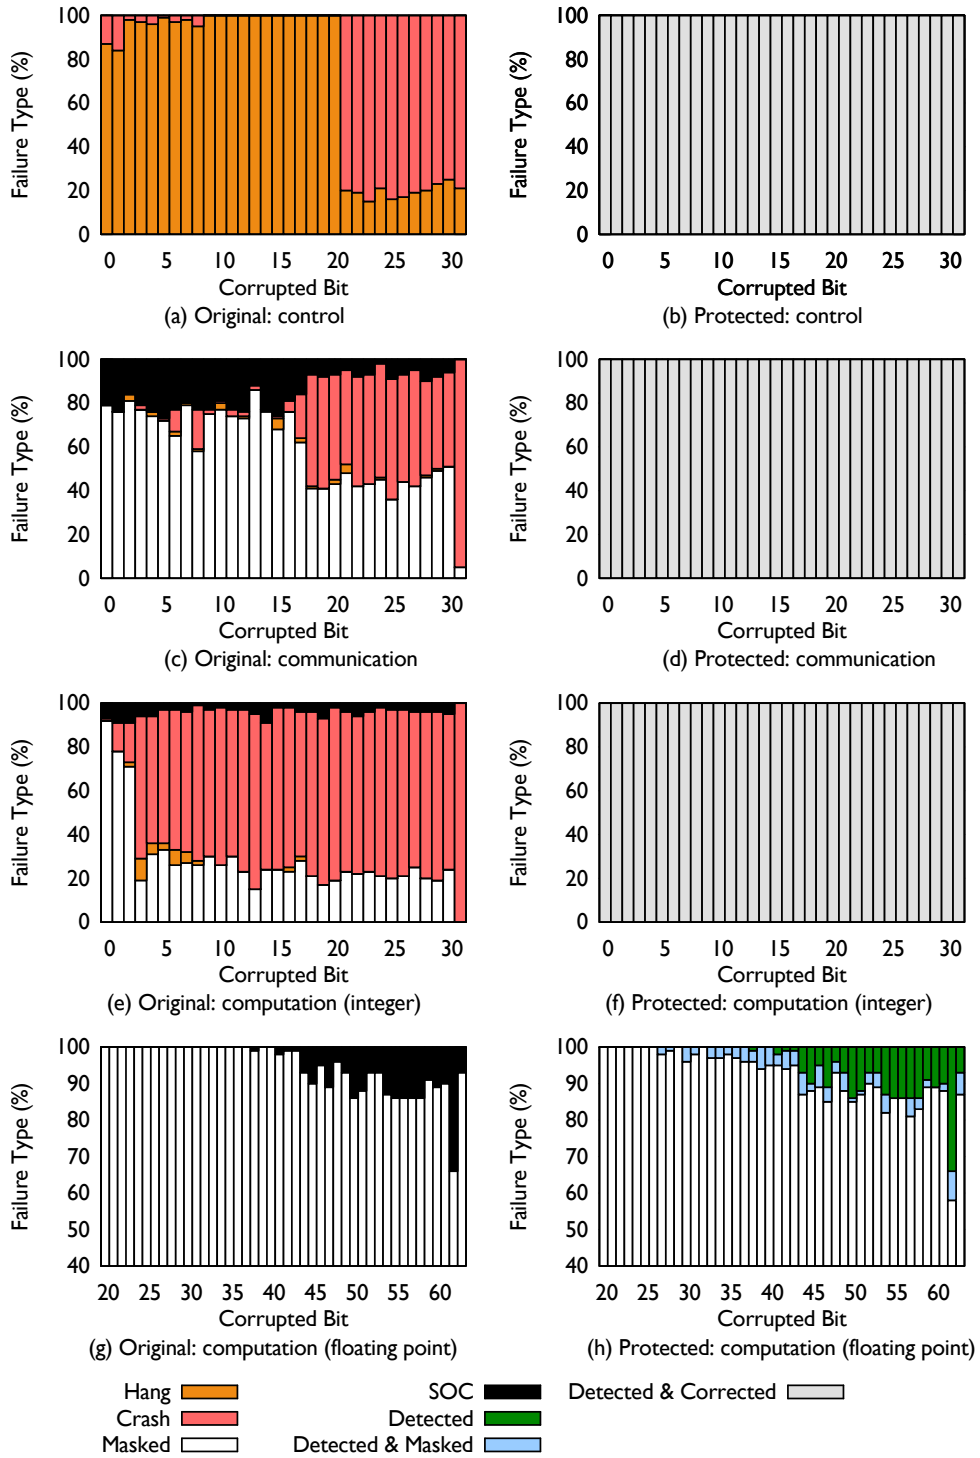 Failure Type (%)
100
80
60
40
20
0
0 5 10 15 20 25 30
Corrupted Bit
(a) Original: control
Failure Type (%)
100
80
60
40
20
0
0 5 10 15 20 25 30
Corrupted Bit
(b) Protected: control
Failure Type (%)
100
80
60
40
20
0
0 5 10 15 20 25 30
Corrupted Bit
(c) Original: communication
Failure Type (%)
100
80
60
40
20
0
0 5 10 15 20 25 30
Corrupted Bit
(d) Protected: communication
Failure Type (%)
100
80
60
40
20
0
0 5 10 15 20 25 30
Corrupted Bit
(e) Original: computation (integer)
Failure Type (%)
100
80
60
40
20
0
0 5 10 15 20 25 30
Corrupted Bit
(f) Protected: computation (integer)
Failure Type (%)
100
90
80
70
60
50
40
20 25 30 35 40 45 50 55 60
Corrupted Bit
(g) Original: computation (floating point)
Failure Type (%)
100
90
80
70
60
50
40
20 25 30 35 40 45 50 55 60
Corrupted Bit
(h) Protected: computation (floating point)
Hang SOC Detected & Corrected
Crash Detected
Masked Detected & Masked